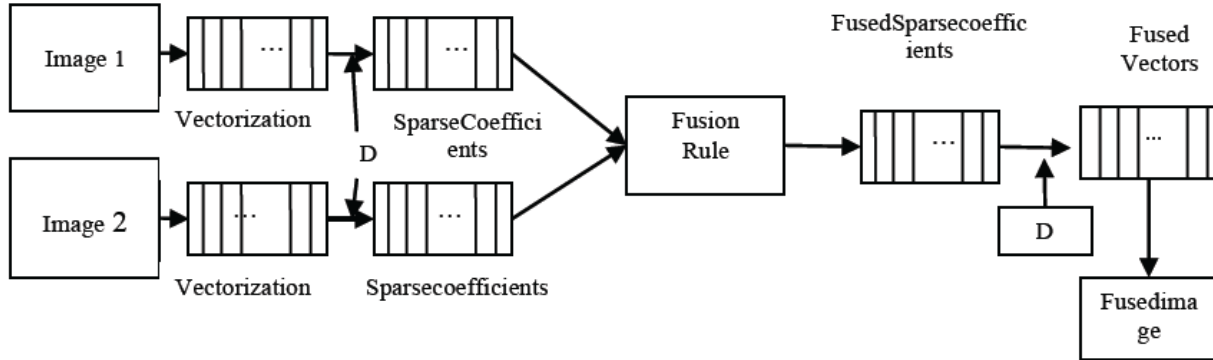 Image 1
...
Vectorization
...
SparseCoeffici
ents
D
Image 2
...
Vectorization
...
Sparsecoefficients
Fusion
Rule
FusedSparsecoeffic
ients
...
D
Fused
Vectors
...
Fusedima
ge